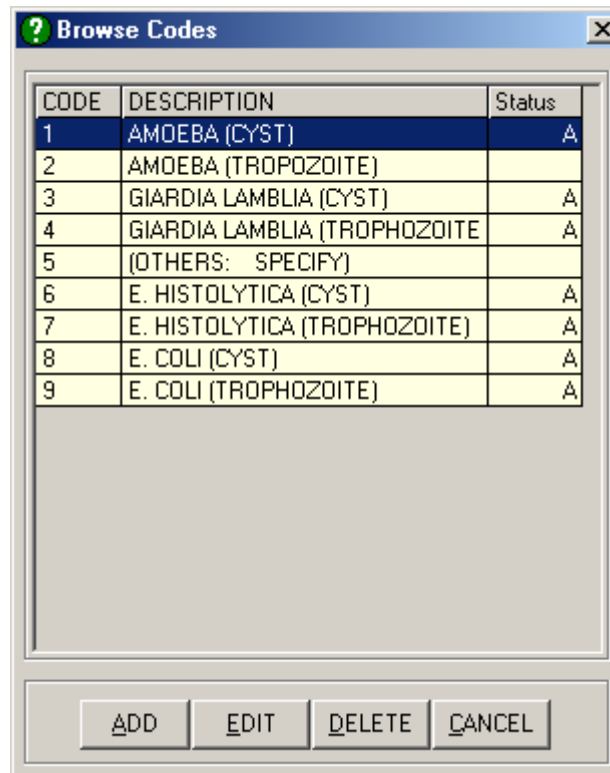 ? Browse Codes
CODE DESCRIPTION Status
1 AMOEBA (CYST) A
2 AMOEBA (TROPOZOITE)
3 GIARDIA LAMBLIA (CYST) A
4 GIARDIA LAMBLIA (TROPHOZOITE A
5 (OTHERS: SPECIFY)
6 E. HISTOLYTICA (CYST) A
7 E. HISTOLYTICA (TROPHOZOITE) A
8 E. COLI (CYST) A
9 E. COLI (TROPHOZOITE) A
ADD EDIT DELETE CANCEL